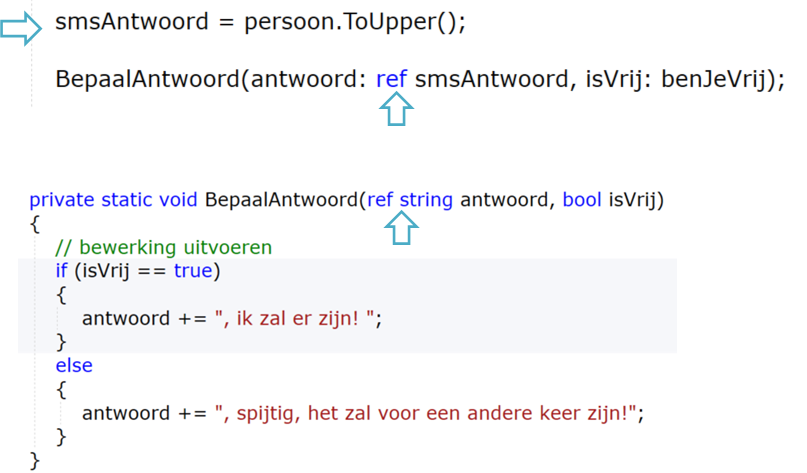 smsAntwoord = persoon.ToUpper();
BepaalAntwoord(antwoord: ref smsAntwoord, isVrij: benJeVrij);
private static void BepaalAntwoord(ref string antwoord, bool isVrij)
{
// bewerking uitvoeren
if (isVrij == true)
{
antwoord += ", ik zal er zijn! ";
}
else
{
antwoord += ", spijtig, het zal voor een andere keer zijn!";
}
}